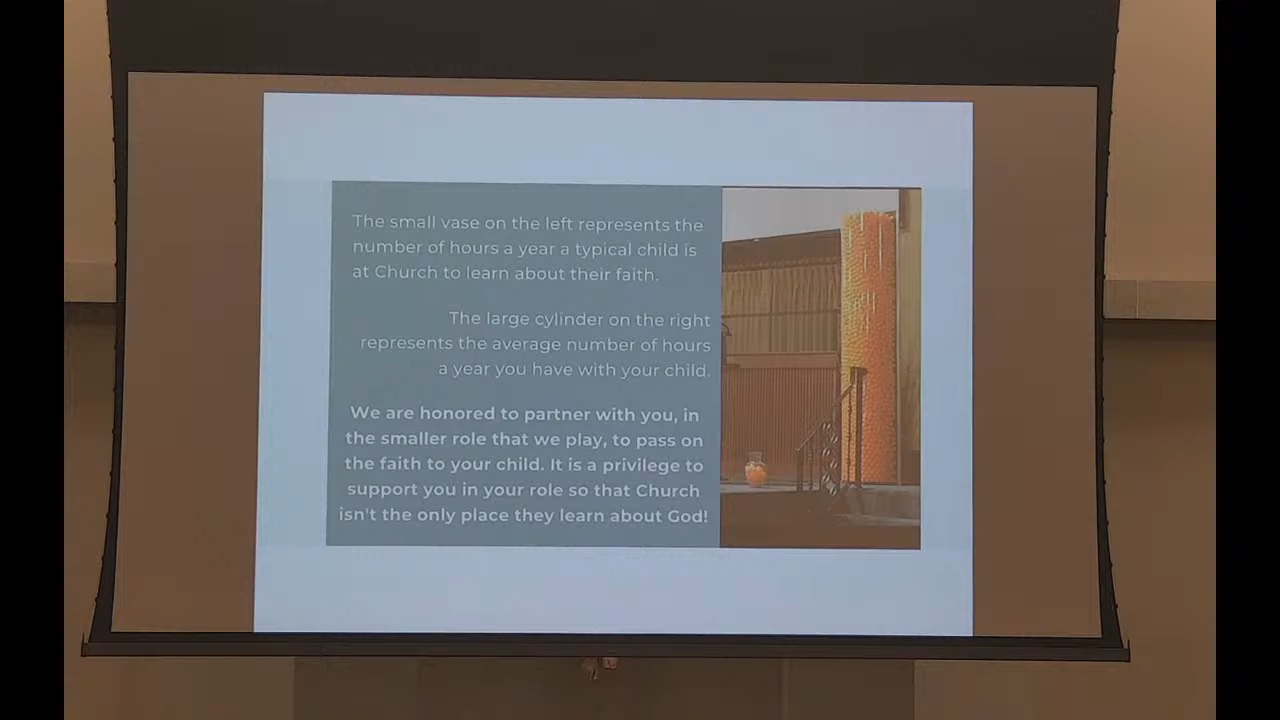 The small vase on the left represents the
number of hours a year a typical child is
at Church to learn about their faith.
The large cylinder on the right
represents the average number of hours
a year you have with your child.
We are honored to partner with you, in
the smaller role that we play, to pass on
the faith to your child. It is a privilege to
support you in your role so that Church
isn't the only place they learn about God!